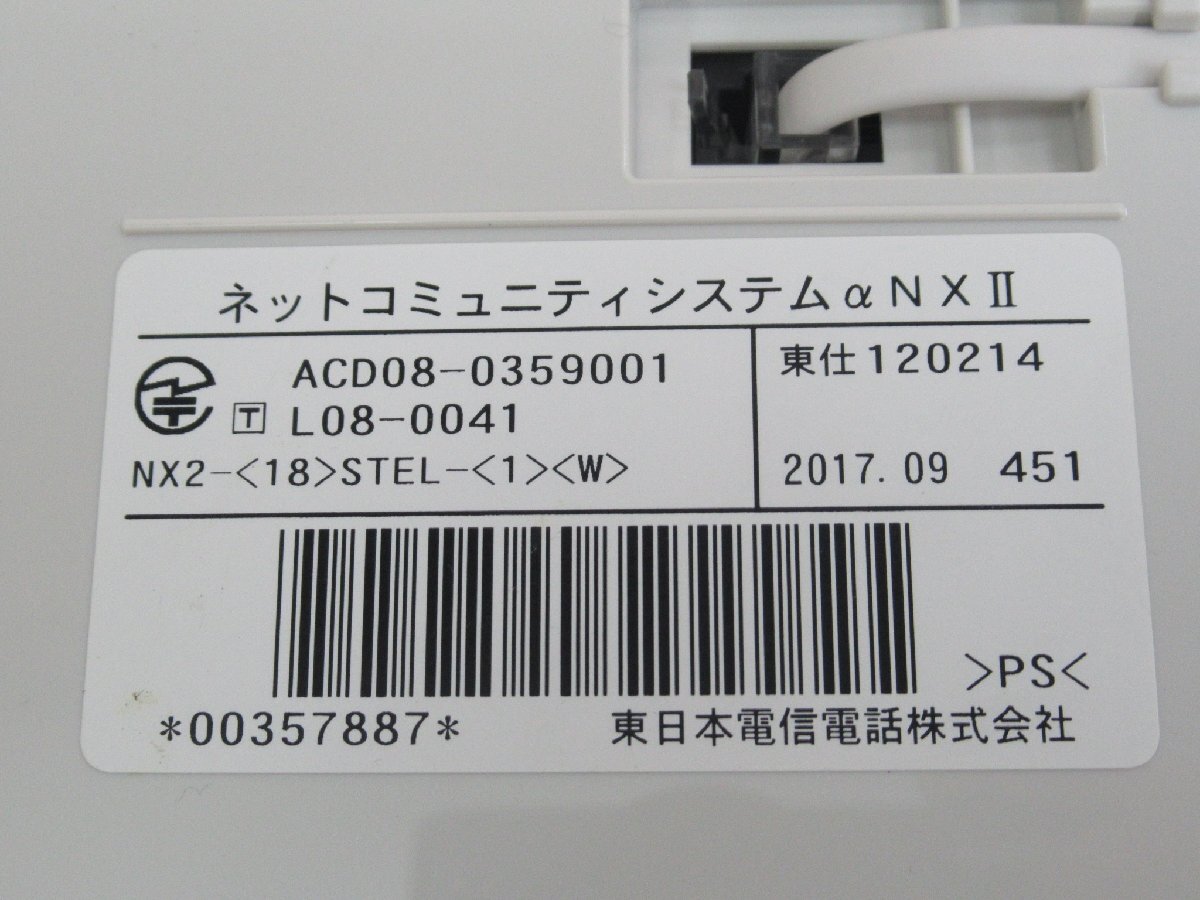 ネットコミュニティシステムαNXⅡ
ACD08-0359001
T L08-0041
NX2-<18>STEL-<1><W>
東仕120214
2017.09 451
>PS<
*00357887*
東日本電信電話株式会社